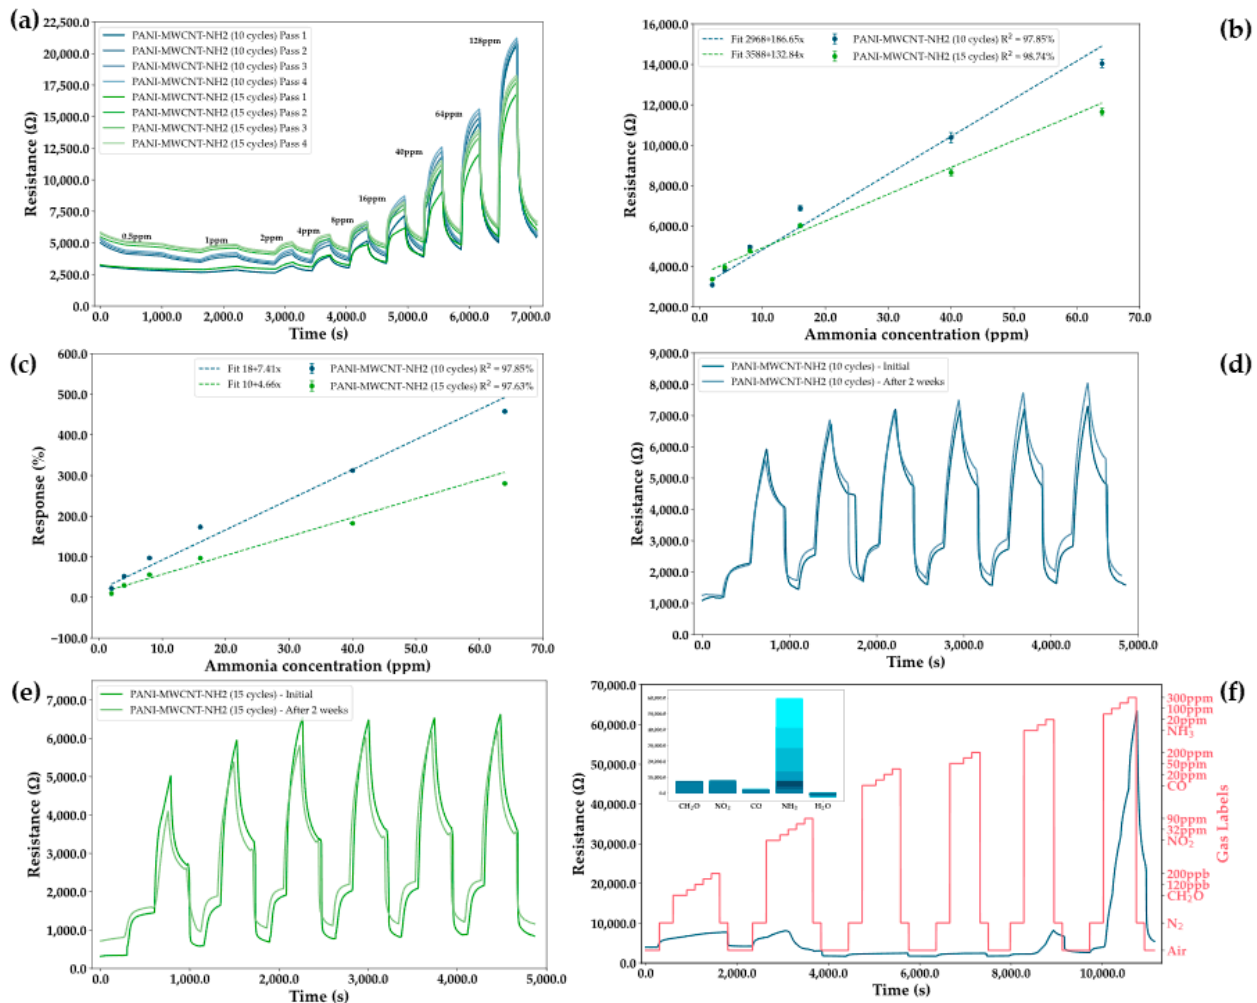 (a)
22,500.0
20,000.0
17,500.0
15,000.0
12,500.0
10,000.0
7,500.0
5,000.0
2,500.0
0.0
Resistance (Ω)
PANI-MWCNT-NH2 (10 cycles) Pass 1
PANI-MWCNT-NH2 (10 cycles) Pass 2
PANI-MWCNT-NH2 (10 cycles) Pass 3
PANI-MWCNT-NH2 (10 cycles) Pass 4
PANI-MWCNT-NH2 (15 cycles) Pass 1
PANI-MWCNT-NH2 (15 cycles) Pass 2
PANI-MWCNT-NH2 (15 cycles) Pass 3
PANI-MWCNT-NH2 (15 cycles) Pass 4
0.5ppm
1ppm
2ppm
4ppm
8ppm
16ppm
40ppm
64ppm
128ppm
0.0 1,000.0 2,000.0 3,000.0 4,000.0 5,000.0 6,000.0 7,000.0
Time (s)
(b)
16,000.0
14,000.0
12,000.0
10,000.0
8,000.0
6,000.0
4,000.0
2,000.0
Resistance (Ω)
Fit 2968+186.65x PANI-MWCNT-NH2 (10 cycles) R² = 97.85%
Fit 3588+132.84x PANI-MWCNT-NH2 (15 cycles) R² = 98.74%
0.0 10.0 20.0 30.0 40.0 50.0 60.0 70.0
Ammonia concentration (ppm)
(c)
600.0
500.0
400.0
300.0
200.0
100.0
0.0
−100.0
Response (%)
Fit 18+7.41x PANI-MWCNT-NH2 (10 cycles) R² = 97.85%
Fit 10+4.66x PANI-MWCNT-NH2 (15 cycles) R² = 97.63%
0.0 10.0 20.0 30.0 40.0 50.0 60.0 70.0
Ammonia concentration (ppm)
(d)
9,000.0
8,000.0
7,000.0
6,000.0
5,000.0
4,000.0
3,000.0
2,000.0
1,000.0
0.0
Resistance (Ω)
PANI-MWCNT-NH2 (10 cycles) - Initial
PANI-MWCNT-NH2 (10 cycles) - After 2 weeks
0.0 1,000.0 2,000.0 3,000.0 4,000.0 5,000.0
Time (s)
(e)
7,000.0
6,000.0
5,000.0
4,000.0
3,000.0
2,000.0
1,000.0
0.0
Resistance (Ω)
PANI-MWCNT-NH2 (15 cycles) - Initial
PANI-MWCNT-NH2 (15 cycles) - After 2 weeks
0.0 1,000.0 2,000.0 3,000.0 4,000.0 5,000.0
Time (s)
(f)
70,000.0
60,000.0
50,000.0
40,000.0
30,000.0
20,000.0
10,000.0
0.0
Resistance (Ω)
CH₂O NO₂ CO NH₃ H₂O
300ppm
100ppm
20ppm
NH₃
200ppm
50ppm
20ppm
CO
90ppm
32ppm
NO₂
200ppb
120ppb
CH₂O
N₂
Air
Gas Labels
0.0 2,000.0 4,000.0 6,000.0 8,000.0 10,000.0
Time (s)